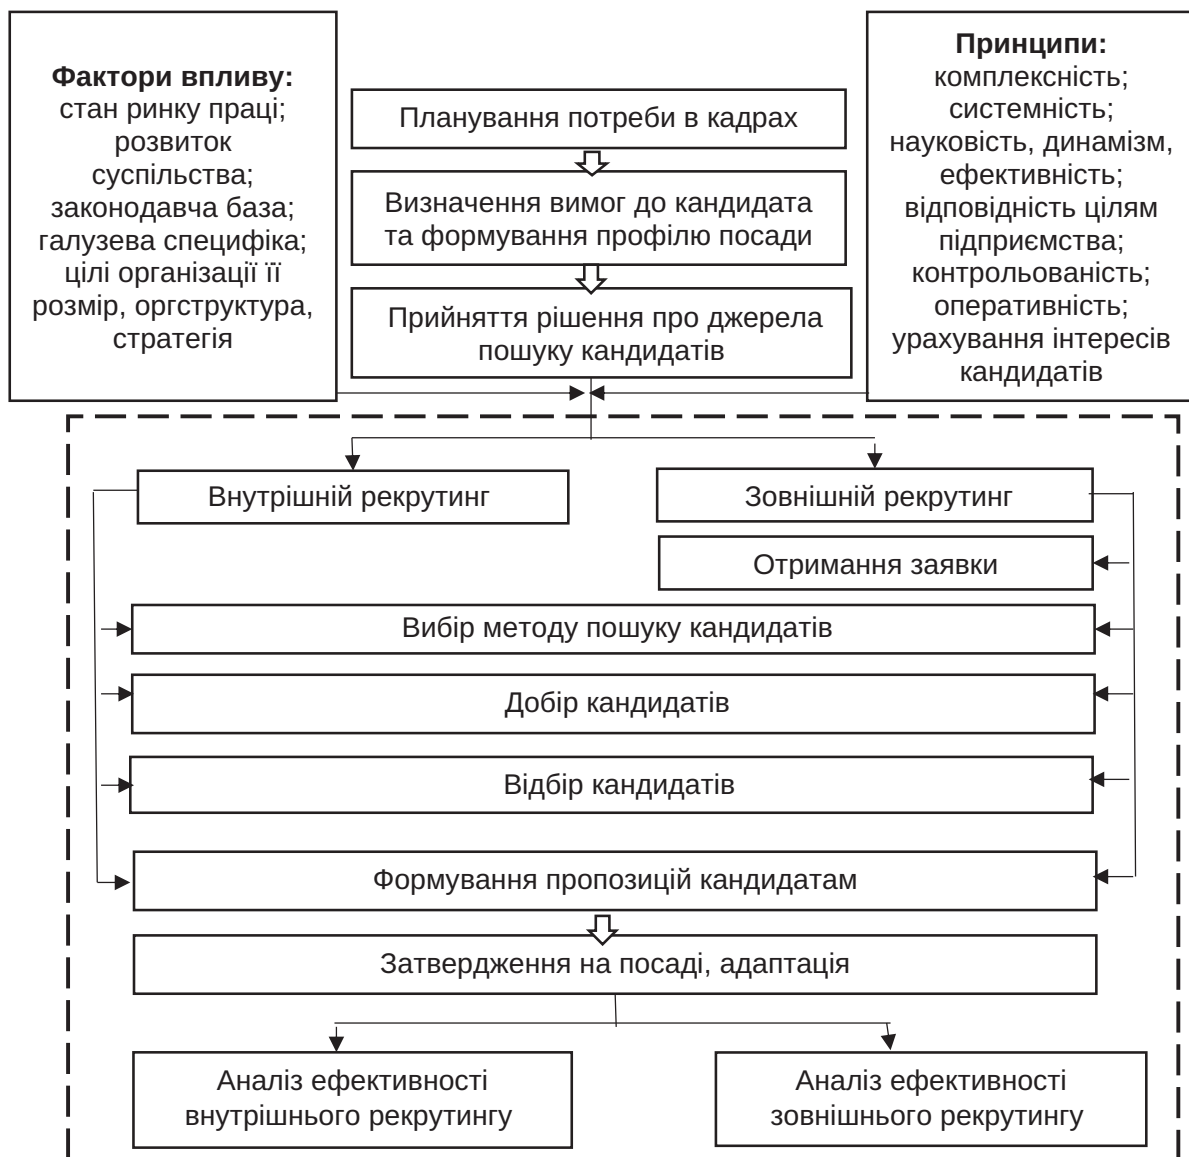 Фактори впливу:
стан ринку праці;
розвиток
суспільства;
законодавча база;
галузева специфіка;
цілі організації її
розмір, оргструктура,
стратегія
Планування потреби в кадрах
Визначення вимог до кандидата
та формування профілю посади
Прийняття рішення про джерела
пошуку кандидатів
Принципи:
комплексність;
системність;
науковість, динамізм,
ефективність;
відповідність цілям
підприємства;
контрольованість;
оперативність;
урахування інтересів
кандидатів
Внутрішній рекрутинг
Зовнішній рекрутинг
Отримання заявки
Вибір методу пошуку кандидатів
Добір кандидатів
Відбір кандидатів
Формування пропозицій кандидатам
Затвердження на посаді, адаптація
Аналіз ефективності
внутрішнього рекрутингу
Аналіз ефективності
зовнішнього рекрутингу